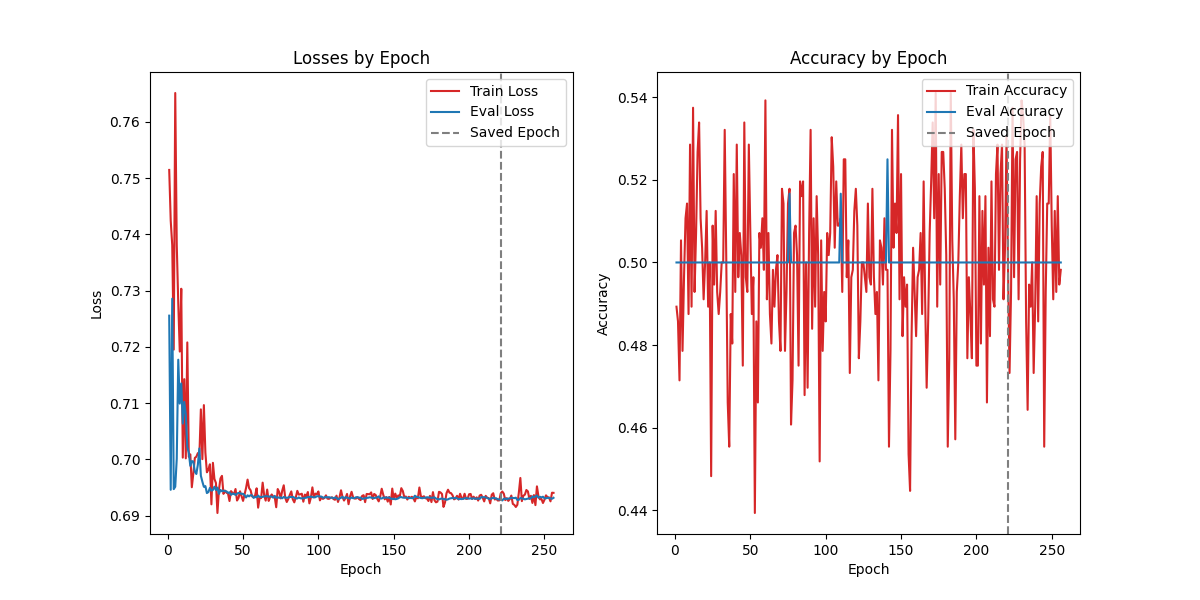 Losses by Epoch
Train Loss
Eval Loss
Saved Epoch
0.76
0.75
0.74
0.73
0.72
0.71
0.70
0.69
Loss
0 50 100 150 200 250
Epoch
Accuracy by Epoch
Train Accuracy
Eval Accuracy
Saved Epoch
0.54
0.52
0.50
0.48
0.46
0.44
Accuracy
0 50 100 150 200 250
Epoch